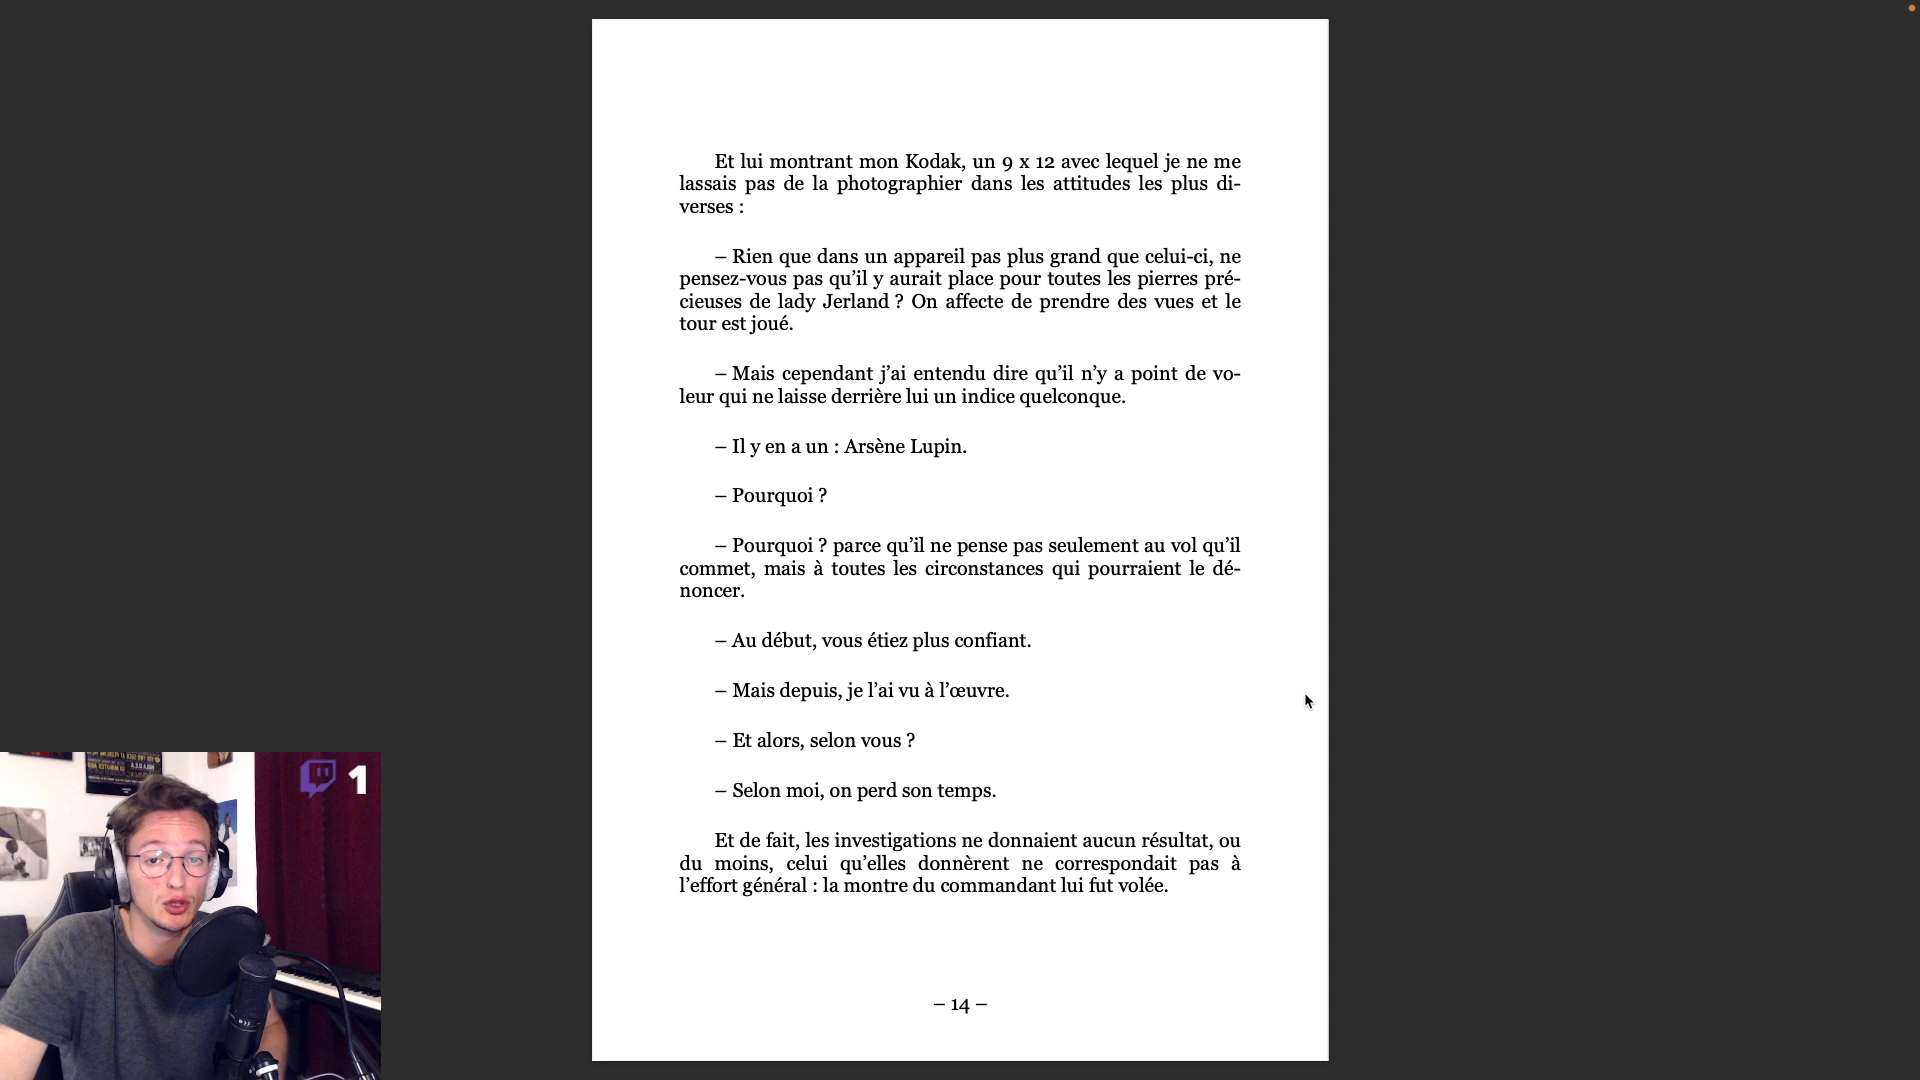 Et lui montrant mon Kodak, un 9 x 12 avec lequel je ne me
lassais pas de la photographier dans les attitudes les plus di-
verses :
– Rien que dans un appareil pas plus grand que celui-ci, ne
pensez-vous pas qu’il y aurait place pour toutes les pierres pré-
cieuses de lady Jerland ? On affecte de prendre des vues et le
tour est joué.
– Mais cependant j’ai entendu dire qu’il n’y a point de vo-
leur qui ne laisse derrière lui un indice quelconque.
– Il y en a un : Arsène Lupin.
– Pourquoi ?
– Pourquoi ? parce qu’il ne pense pas seulement au vol qu’il
commet, mais à toutes les circonstances qui pourraient le dé-
noncer.
– Au début, vous étiez plus confiant.
– Mais depuis, je l’ai vu à l’œuvre.
– Et alors, selon vous ?
– Selon moi, on perd son temps.
Et de fait, les investigations ne donnaient aucun résultat, ou
du moins, celui qu’elles donnèrent ne correspondait pas à
l’effort général : la montre du commandant lui fut volée.
– 14 –
1